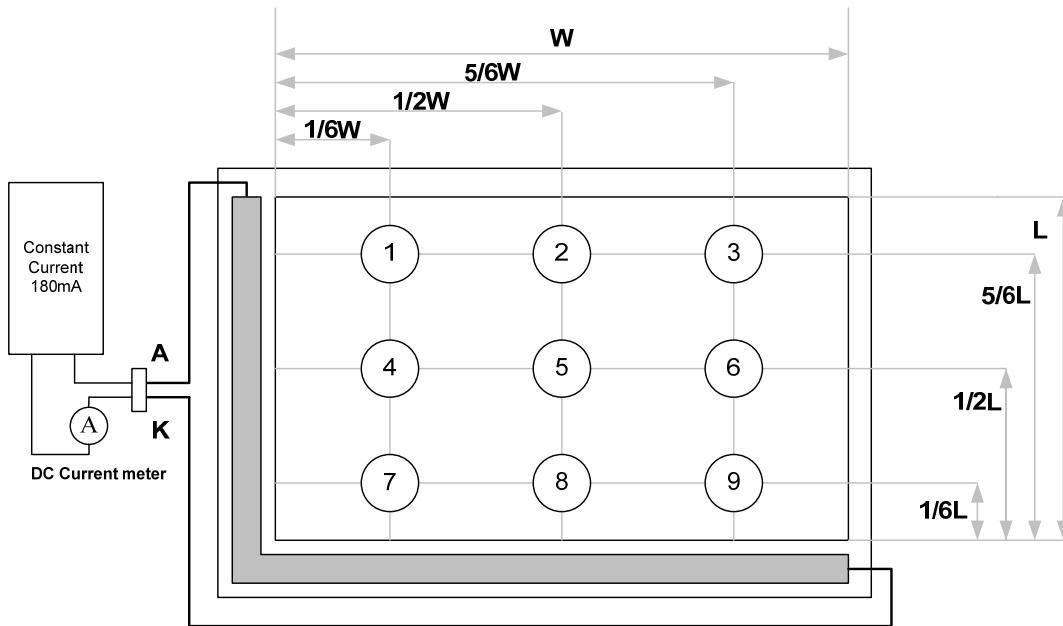 W
5/6W
1/2W
1/6W
Constant
Current
180mA
L
1
2
3
5/6L
A
4
5
6
1/2L
A
K
DC Current meter
7
8
9
1/6L